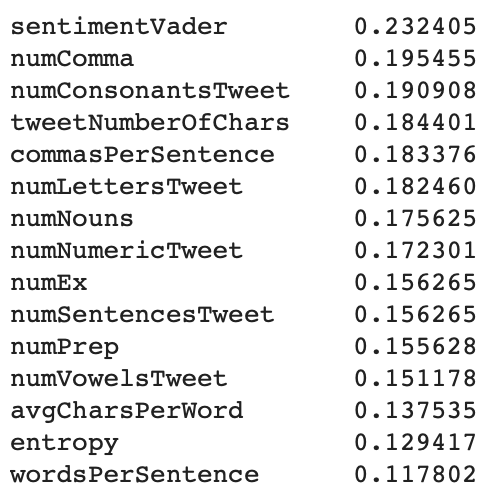 sentimentVader 0.232405
numComma 0.195455
numConsonantsTweet 0.190908
tweetNumberOfChars 0.184401
commasPerSentence 0.183376
numLettersTweet 0.182460
numNouns 0.175625
numNumericTweet 0.172301
numEx 0.156265
numSentencesTweet 0.156265
numPrep 0.155628
numVowelsTweet 0.151178
avgCharsPerWord 0.137535
entropy 0.129417
wordsPerSentence 0.117802